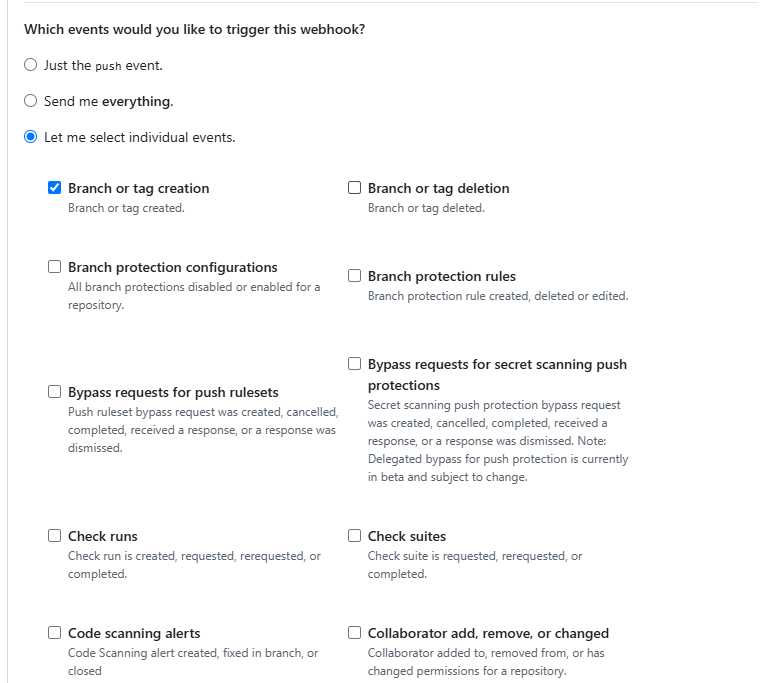 Which events would you like to trigger this webhook?
Just the push event.
Send me everything.
Let me select individual events.
Branch or tag creation
Branch or tag created.
Branch or tag deletion
Branch or tag deleted.
Branch protection configurations
All branch protections disabled or enabled for a
repository.
Branch protection rules
Branch protection rule created, deleted or edited.
Bypass requests for push rulesets
Push ruleset bypass request was created, cancelled,
completed, received a response, or a response was
dismissed.
Bypass requests for secret scanning push
protections
Secret scanning push protection bypass request
was created, cancelled, completed, received a
response, or a response was dismissed. Note:
Delegated bypass for push protection is currently
in beta and subject to change.
Check runs
Check run is created, requested, rerequested, or
completed.
Check suites
Check suite is requested, rerequested, or
completed.
Code scanning alerts
Code Scanning alert created, fixed in branch, or
closed
Collaborator add, remove, or changed
Collaborator added to, removed from, or has
changed permissions for a repository.